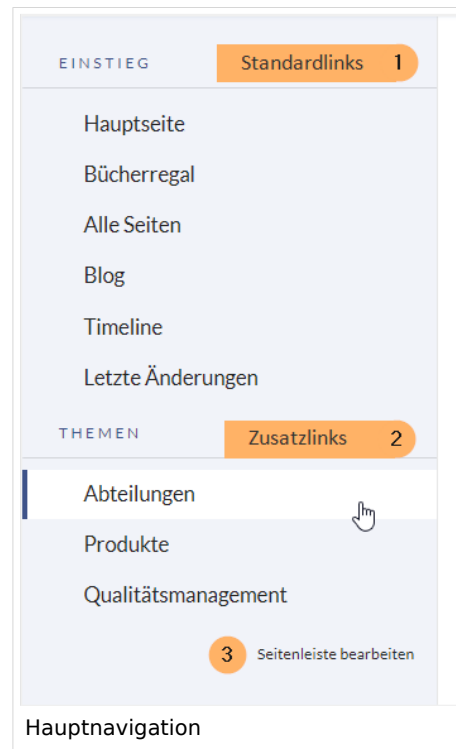 EINSTIEG Standardlinks 1
Hauptseite
Bücherregal
Alle Seiten
Blog
Timeline
Letzte Änderungen
THEMEN Zusatzlinks 2
Abteilungen
Produkte
Qualitätsmanagement
3 Seitenleiste bearbeiten
Hauptnavigation